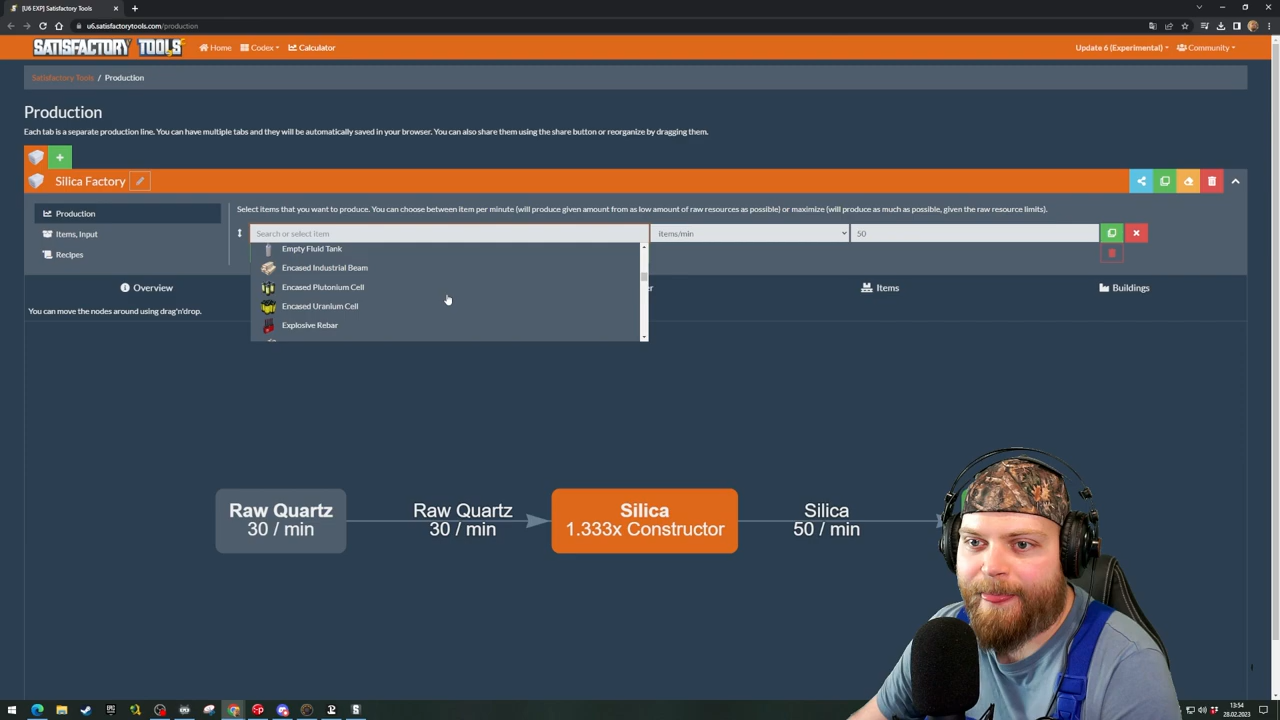 [U6 EXP] Satisfactory Tools
u6.satisfactorytools.com/production
SATISFACTORY TOOLS
Home
Codex
Calculator
Update 6 (Experimental)
Community
Satisfactory Tools / Production
Production
Each tab is a separate production line. You can have multiple tabs and they will be automatically saved in your browser. You can also share them using the share button or reorganize by dragging them.
Silica Factory
Production
Items, Input
Recipes
Select items that you want to produce. You can choose between item per minute (will produce given amount from as low amount of raw resources as possible) or maximize (will produce as much as possible, given the raw resource limits).
Search or select item
items/min
50
Empty Fluid Tank
Encased Industrial Beam
Encased Plutonium Cell
Encased Uranium Cell
Explosive Rebar
Overview
Items
Buildings
You can move the nodes around using drag'n'drop.
Raw Quartz
30 / min
Raw Quartz
30 / min
Silica
1.333x Constructor
Silica
50 / min
13:54
28.02.2023